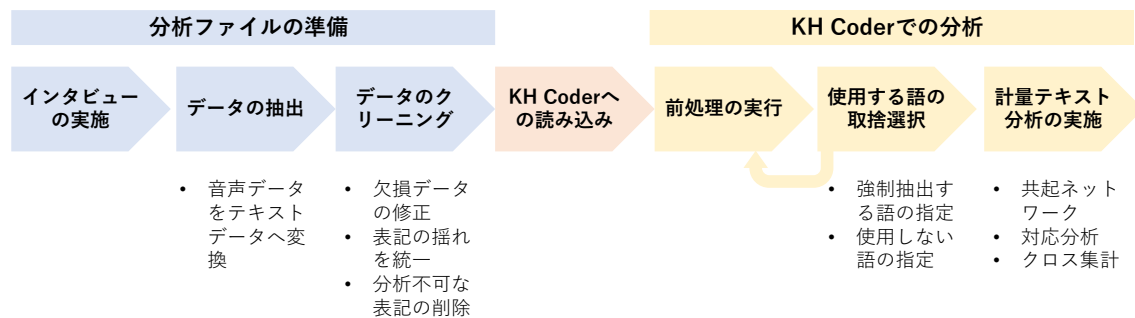 分析ファイルの準備
KH Coderでの分析
インタビュー
の実施
データの抽出
データのク
リーニング
KH Coderへ
の読み込み
前処理の実行
使用する語の
取捨選択
計量テキスト
分析の実施
• 音声データ
をテキスト
データへ変
換
• 欠損データ
の修正
• 表記の揺れ
を統一
• 分析不可な
表記の削除
• 強制抽出す
る語の指定
• 使用しない
語の指定
• 共起ネット
ワーク
• 対応分析
• クロス集計